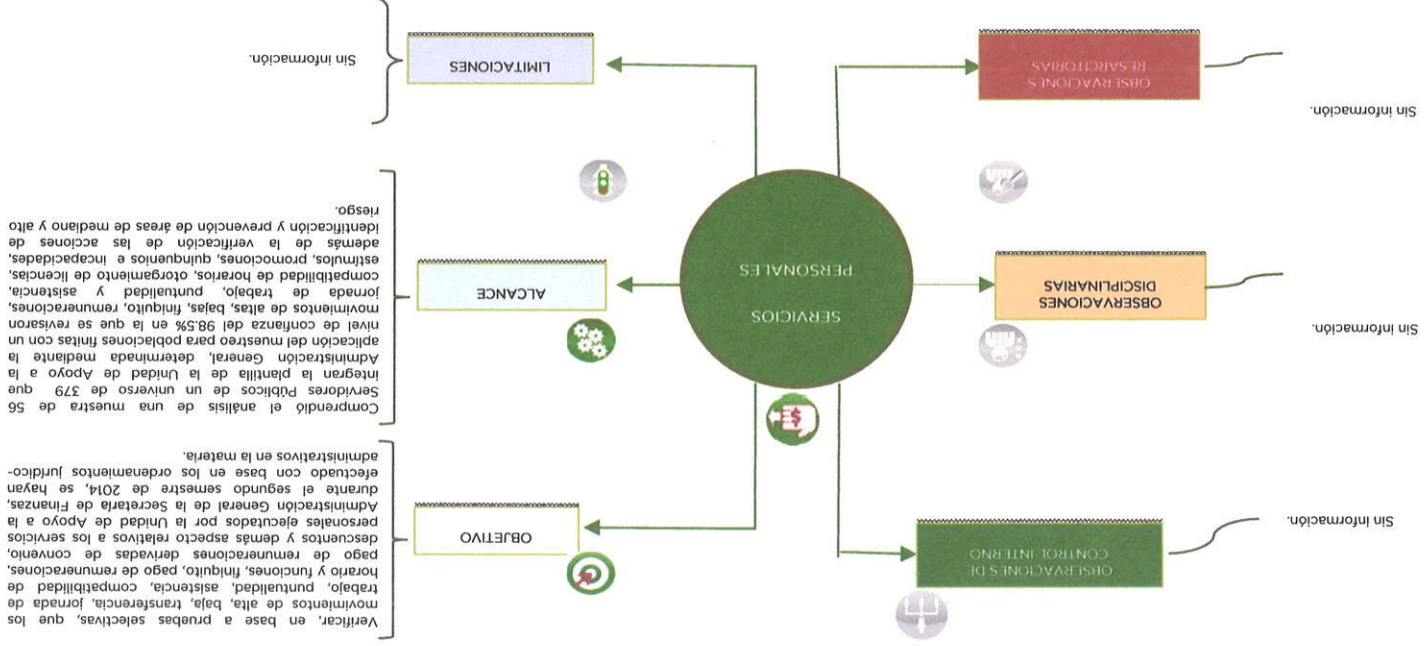 Sin información.
OBSERVACIONES DE
CONTROL INTERNO
OBJETIVO
Verificar, en base a pruebas selectivas, que los
movimientos de alta, baja, transferencia, jornada de
trabajo, puntualidad, asistencia, compatibilidad de
horario y funciones, finiquito, pago de remuneraciones,
pago de remuneraciones derivadas de convenio,
descuentos y demás aspecto relativos a los servicios
personales ejecutados por la Unidad de Apoyo a la
Administración General de la Secretaría de Finanzas,
durante el segundo semestre de 2014, se hayan
efectuado con base en los ordenamientos jurídico-
administrativos en la materia.
$
Sin información.
OBSERVACIONES
DISCIPLINARIAS
SERVICIOS
PERSONALES
ALCANCE
Comprendió el análisis de una muestra de 56
Servidores Públicos de un universo de 379 que
integran la plantilla de la Unidad de Apoyo a la
Administración General, determinada mediante la
aplicación del muestreo para poblaciones finitas con un
nivel de confianza del 98.5% en la que se revisaron
movimientos de altas, bajas, finiquito, remuneraciones,
jornada de trabajo, puntualidad y asistencia,
compatibilidad de horarios, otorgamiento de licencias,
estímulos, promociones, quinquenios e incapacidades,
además de la verificación de las acciones de
identificación y prevención de áreas de mediano y alto
riesgo.
Sin información.
OBSERVACIONES
RESARCITORIAS
LIMITACIONES
Sin información.